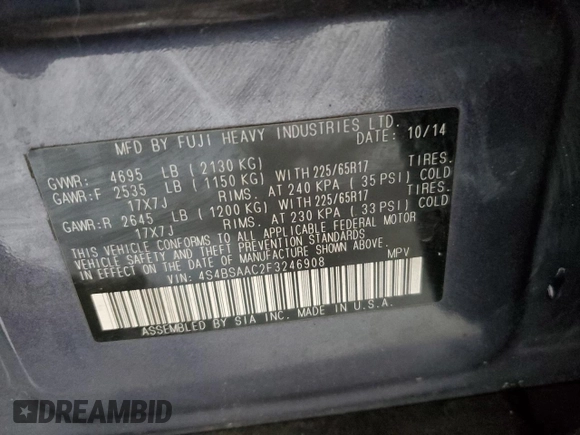 MFD BY FUJI HEAVY INDUSTRIES LTD.
DATE: 10/14
GVWR: 4695 LB ( 2130 KG)
GAWR:F 2535 LB ( 1150 KG) WITH 225/65R17 TIRES.
17X7J RIMS. AT 240 KPA ( 35 PSI) COLD
GAWR:R 2645 LB ( 1200 KG) WITH 225/65R17 TIRES.
17X7J RIMS. AT 230 KPA ( 33 PSI) COLD
THIS VEHICLE CONFORMS TO ALL APPLICABLE FEDERAL MOTOR
VEHICLE SAFETY AND THEFT PREVENTION STANDARDS
IN EFFECT ON THE DATE OF MANUFACTURE SHOWN ABOVE.
VIN: 4S4BSAAC2F3246908 MPV
ASSEMBLED BY SIA INC. MADE IN U.S.A.
DREAMBID